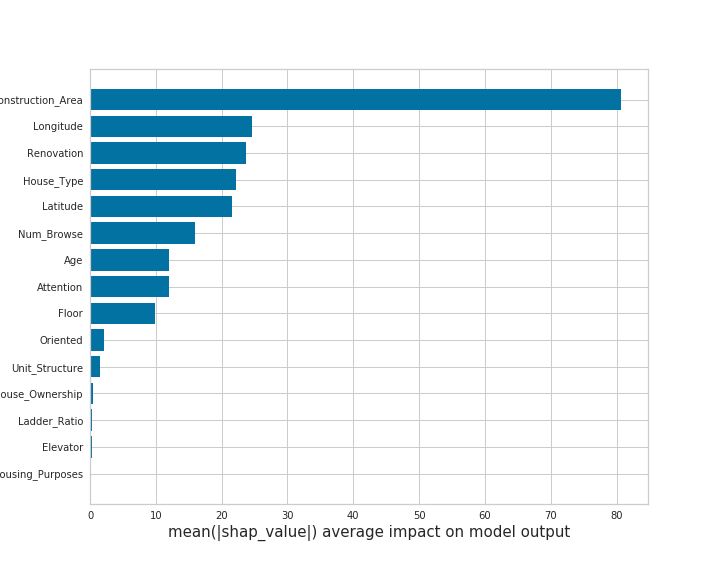 onstruction_Area
Longitude
Renovation
House_Type
Latitude
Num_Browse
Age
Attention
Floor
Oriented
Unit_Structure
ouse_Ownership
Ladder_Ratio
Elevator
ousing_Purposes
0 10 20 30 40 50 60 70 80
mean(|shap_value|) average impact on model output